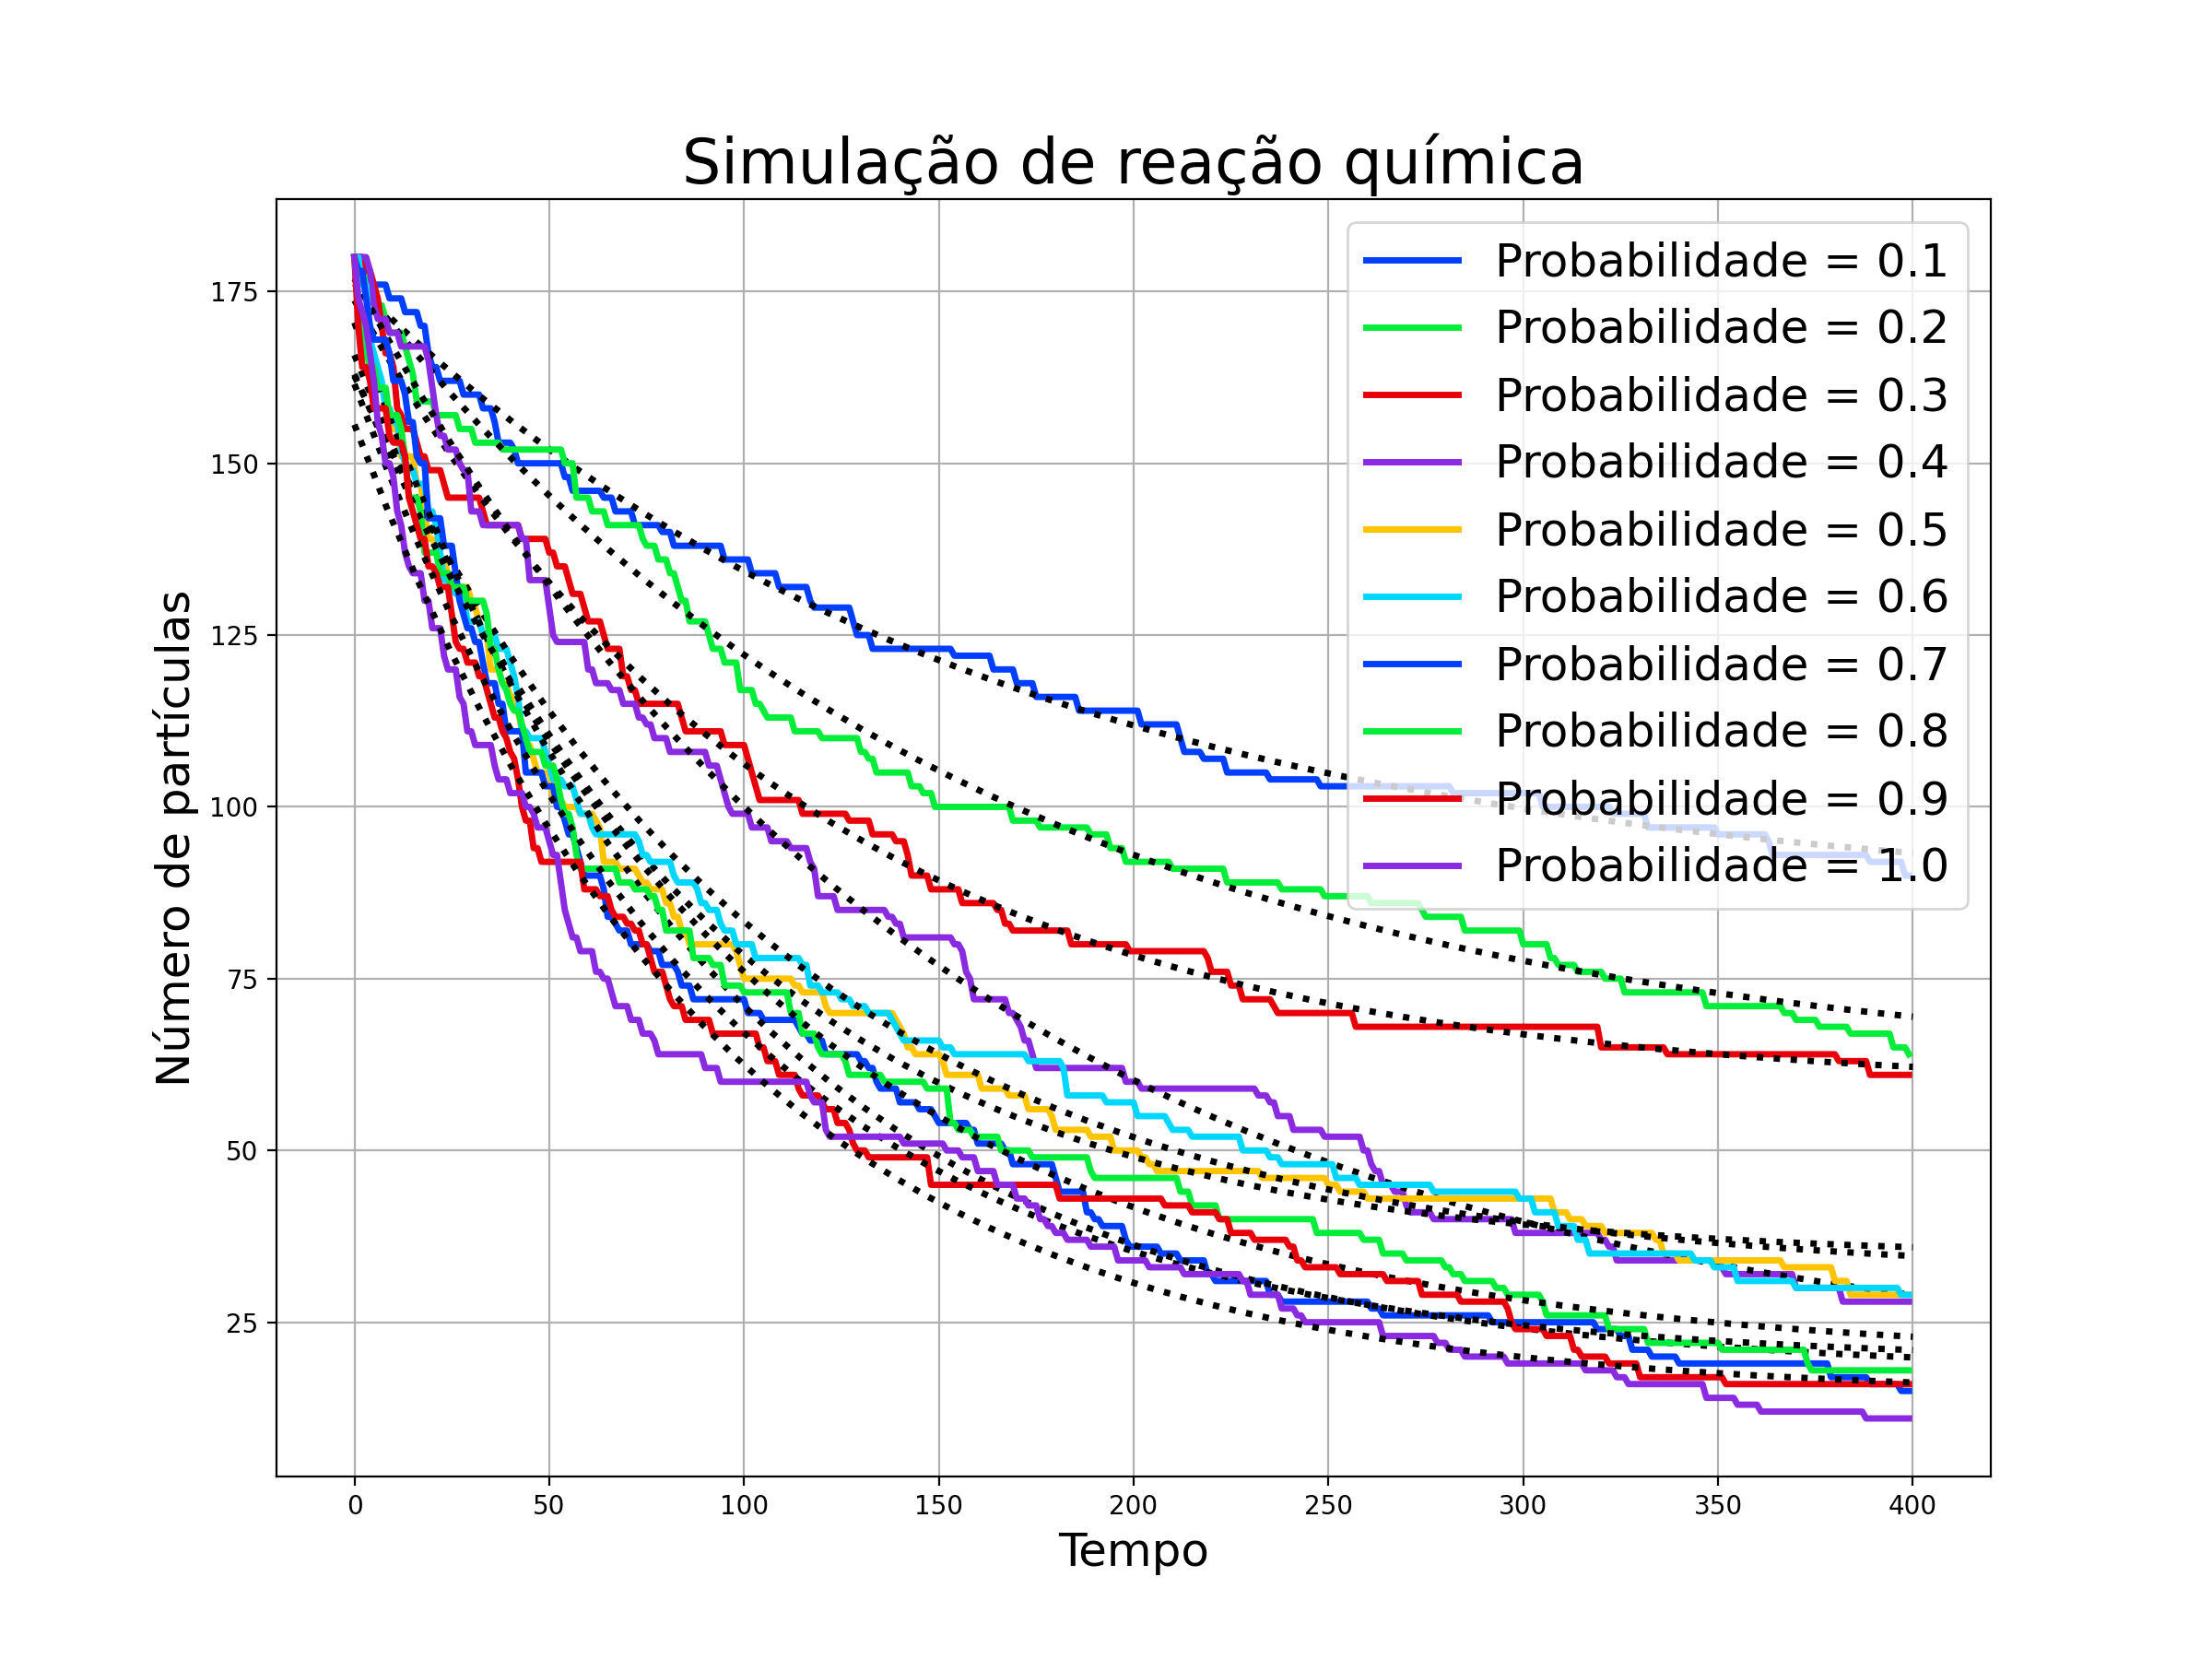 Simulação de reação química
Número de partículas
175
150
125
100
75
50
25
0 50 100 150 200 250 300 350 400
Tempo
Probabilidade = 0.1
Probabilidade = 0.2
Probabilidade = 0.3
Probabilidade = 0.4
Probabilidade = 0.5
Probabilidade = 0.6
Probabilidade = 0.7
Probabilidade = 0.8
Probabilidade = 0.9
Probabilidade = 1.0